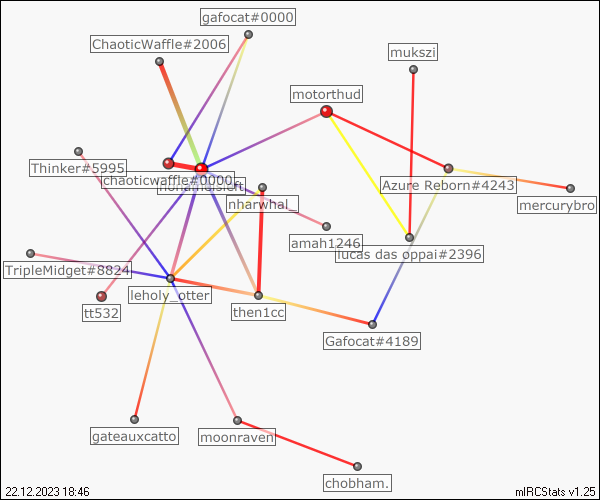 gafocat#0000
ChaoticWaffle#2006
mukszi
motorthud
Thinker#5995
chaoticwaffle#0000
Azure Reborn#4243
nharwhal_
mercurybro
amah1246
lucas das oppai#2396
TripleMidget#8824
leholy_otter
tt532
then1cc
Gafocat#4189
gateauxcatto
moonraven
chobham.
22.12.2023 18:46
mIRCStats v1.25